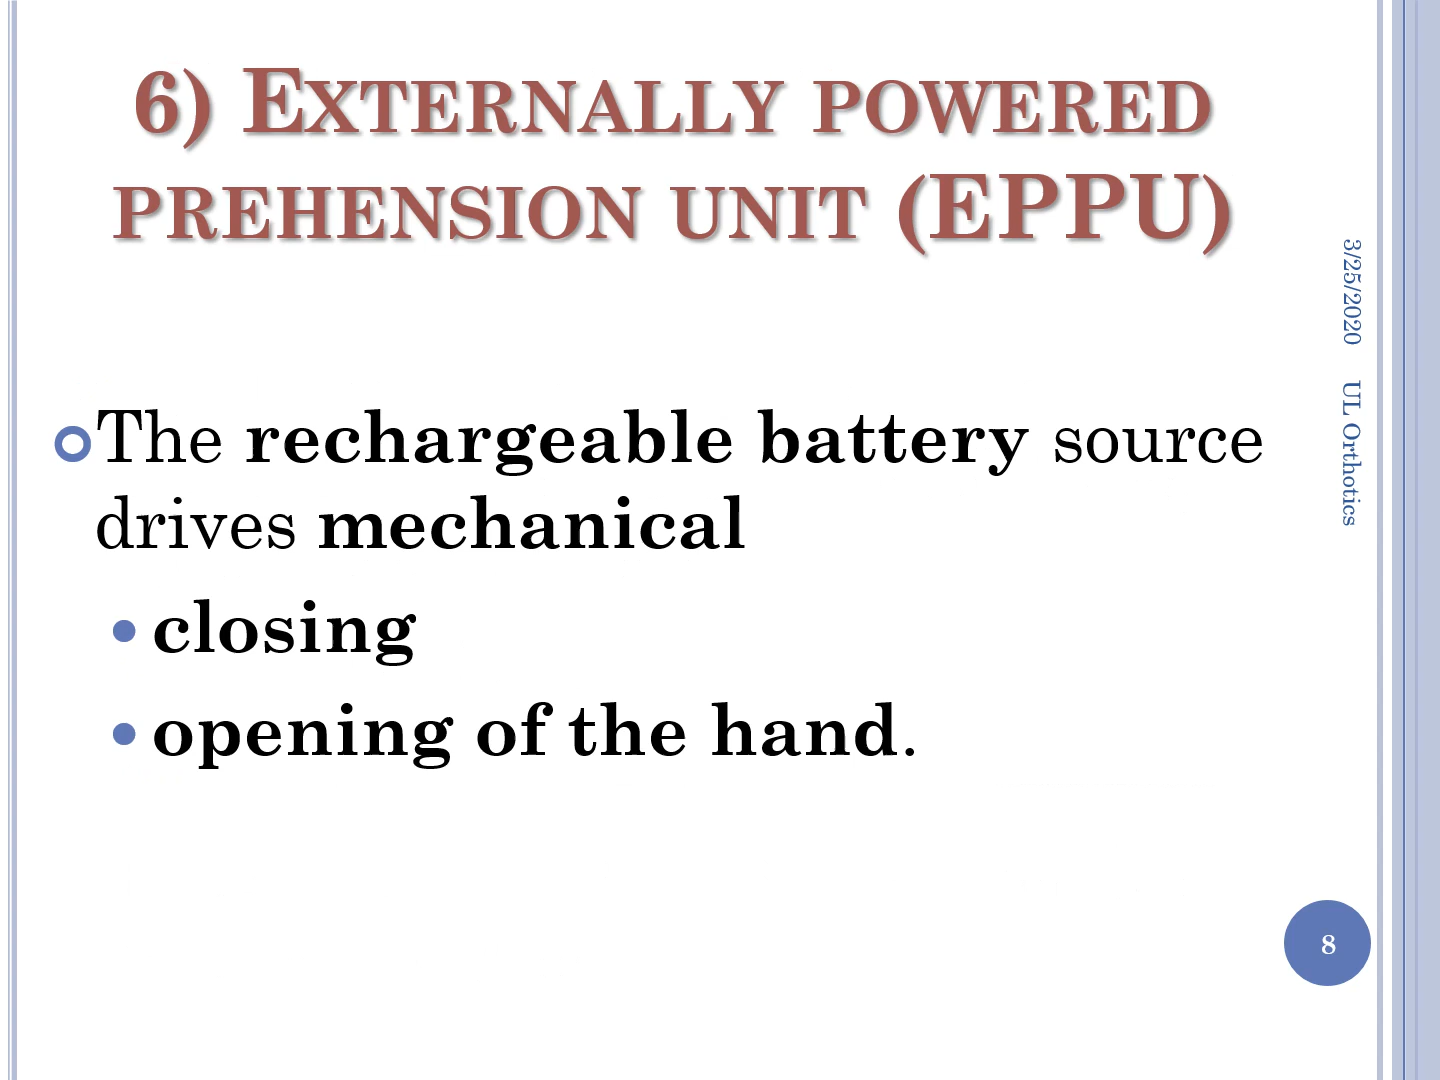 6) EXTERNALLY POWERED
PREHENSION UNIT (EPPU)
The rechargeable battery source
drives mechanical
closing
opening of the hand.
3/25/2020
UL Orthotics
8